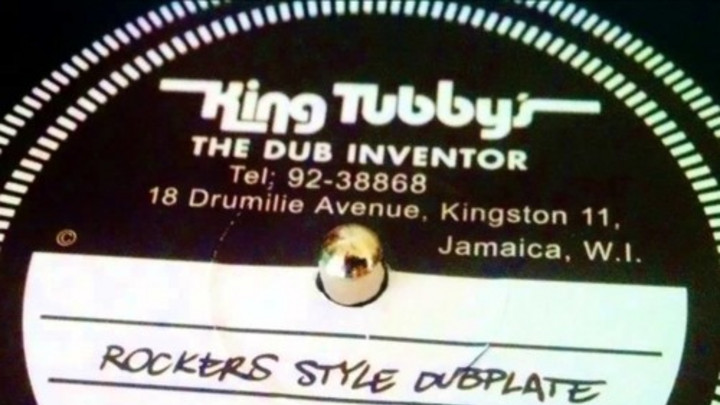 King Tubby's
THE DUB INVENTOR
Tel; 92-38868
18 Drumilie Avenue, Kingston 11,
Jamaica, W.I.
©
ROCKERS STYLE DUBPLATE